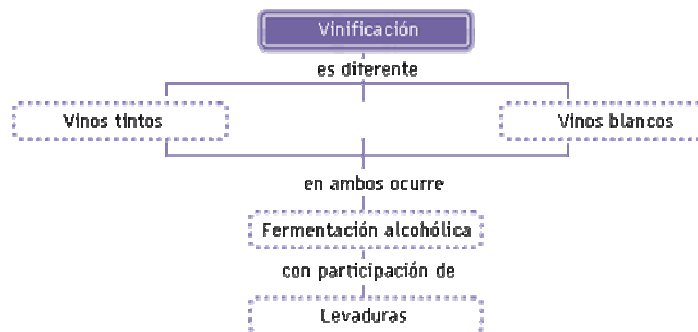 Vinificación
es diferente
Vinos tintos
Vinos blancos
en ambos ocurre
Fermentación alcohólica
con participación de
Levaduras